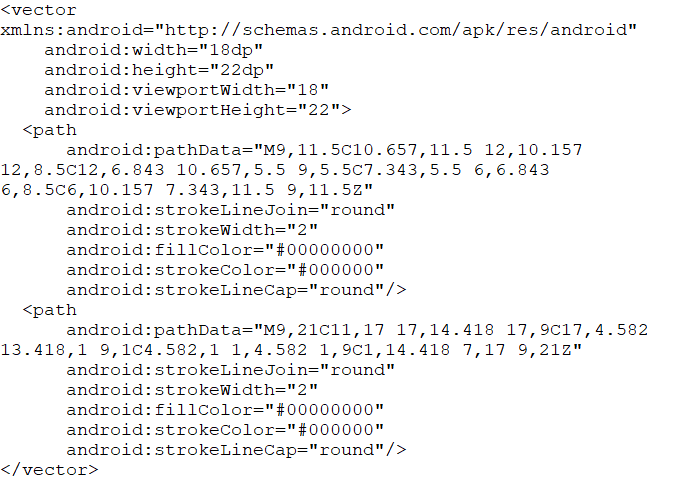 <vector
xmlns:android="http://schemas.android.com/apk/res/android"
    android:width="18dp"
    android:height="22dp"
    android:viewportWidth="18"
    android:viewportHeight="22">
  <path
      android:pathData="M9,11.5C10.657,11.5 12,10.157
12,8.5C12,6.843 10.657,5.5 9,5.5C7.343,5.5 6,6.843
6,8.5C6,10.157 7.343,11.5 9,11.5Z"
      android:strokeLineJoin="round"
      android:strokeWidth="2"
      android:fillColor="#00000000"
      android:strokeColor="#000000"
      android:strokeLineCap="round"/>
  <path
      android:pathData="M9,21C11,17 17,14.418 17,9C17,4.582
13.418,1 9,1C4.582,1 1,4.582 1,9C1,14.418 7,17 9,21Z"
      android:strokeLineJoin="round"
      android:strokeWidth="2"
      android:fillColor="#00000000"
      android:strokeColor="#000000"
      android:strokeLineCap="round"/>
</vector>